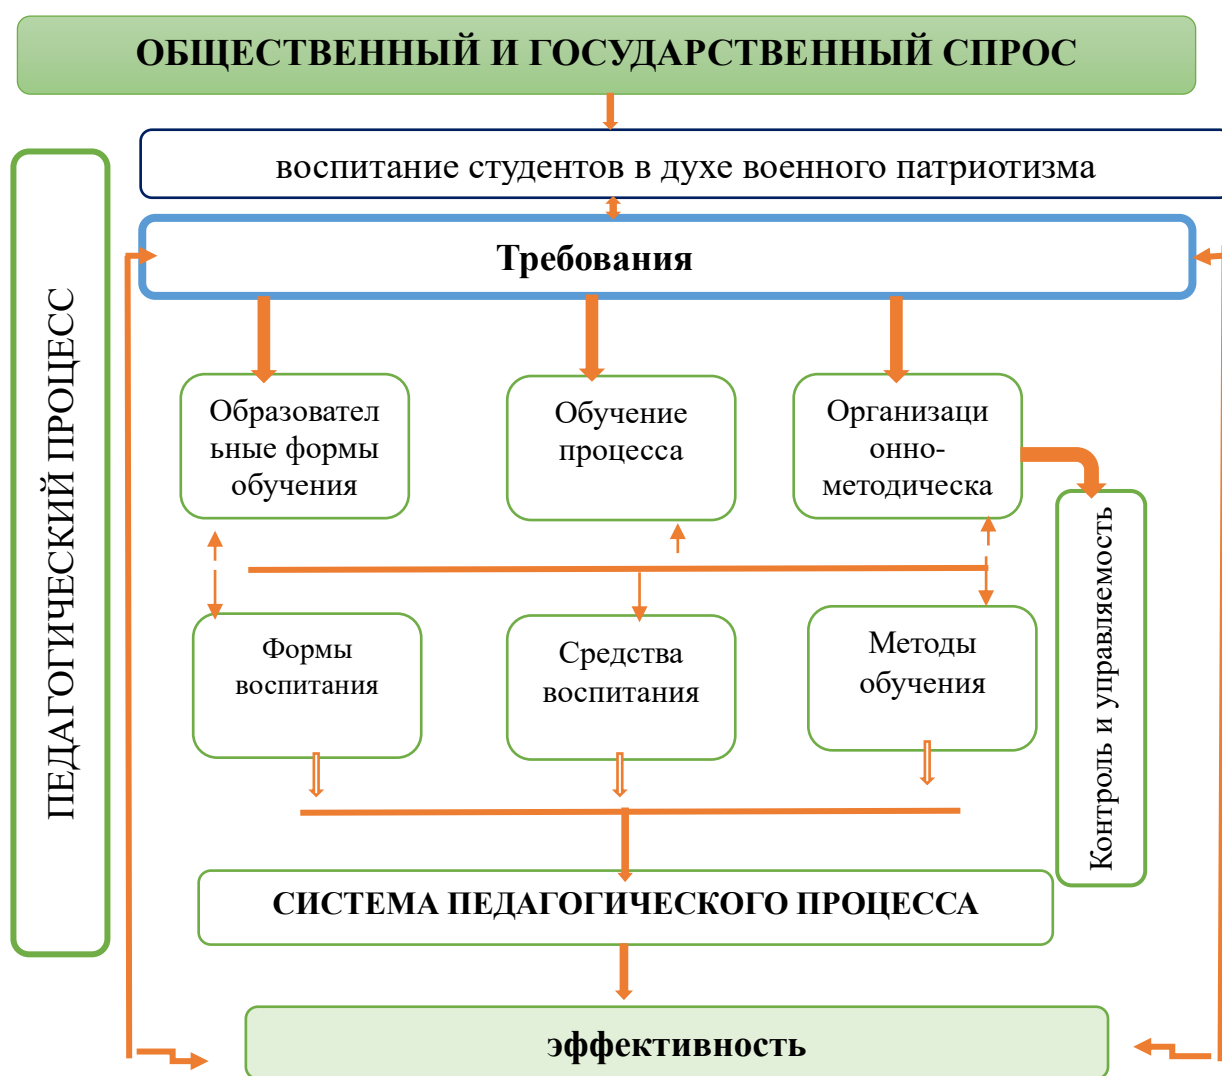 ОБЩЕСТВЕННЫЙ И ГОСУДАРСТВЕННЫЙ СПРОС
воспитание студентов в духе военного патриотизма
Требования
ПЕДАГОГИЧЕСКИЙ ПРОЦЕСС
Образовател
ьные формы
обучения
Обучение
процесса
Организаци
онно-
методическа
Контроль и управляемость
Формы
воспитания
Средства
воспитания
Методы
обучения
СИСТЕМА ПЕДАГОГИЧЕСКОГО ПРОЦЕССА
эффективность